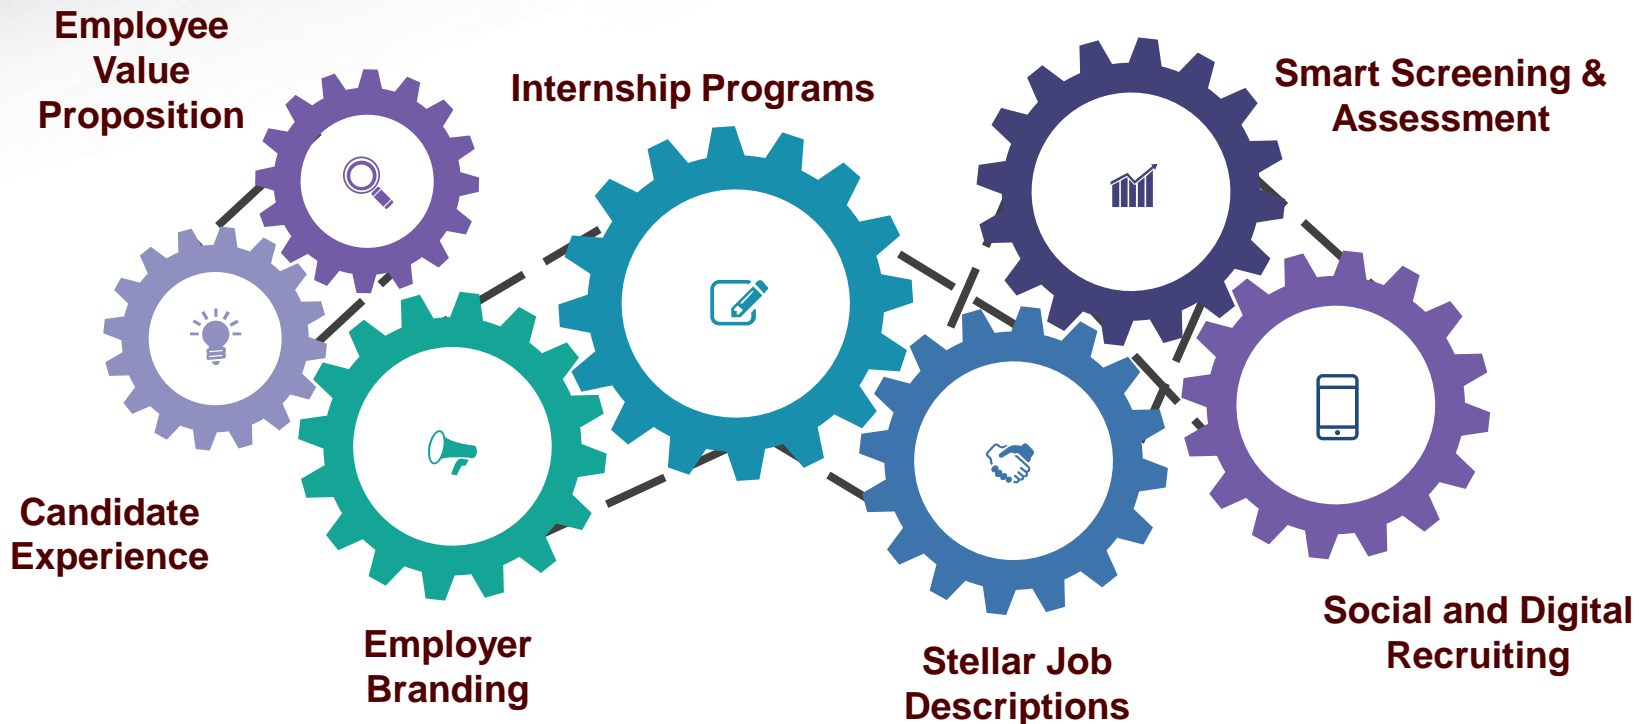 Employee
Value
Proposition
Internship Programs
Smart Screening &
Assessment
Candidate
Experience
Employer
Branding
Stellar Job
Descriptions
Social and Digital
Recruiting